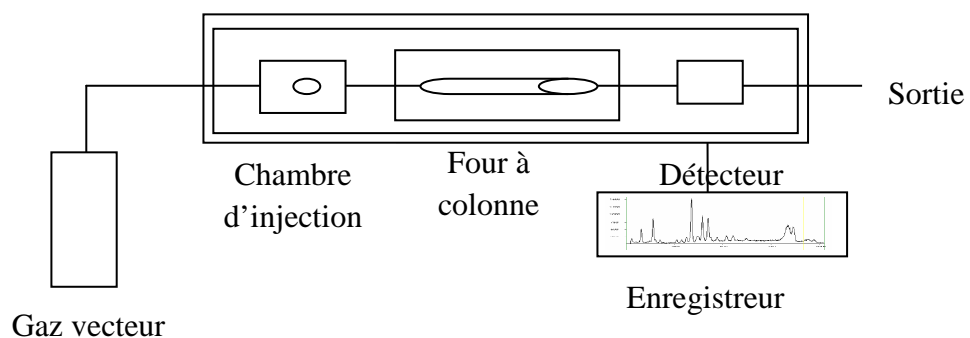 Sortie
Chambre
d'injection
Four à
colonne
Détecteur
Enregistreur
Gaz vecteur